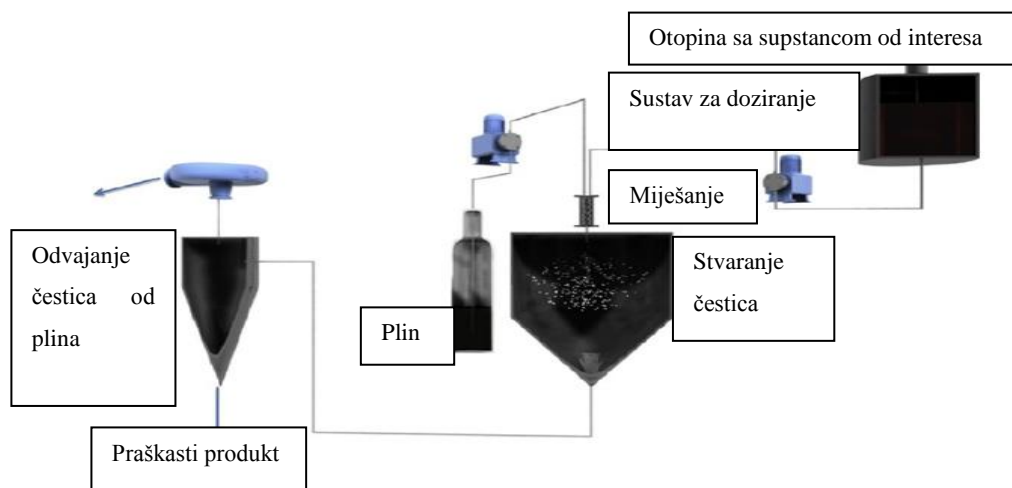 Otopina sa supstancom od interesa
Sustav za doziranje
Miješanje
Odvajanje
čestica od
plina
Stvaranje
čestica
Plin
Praškasti produkt